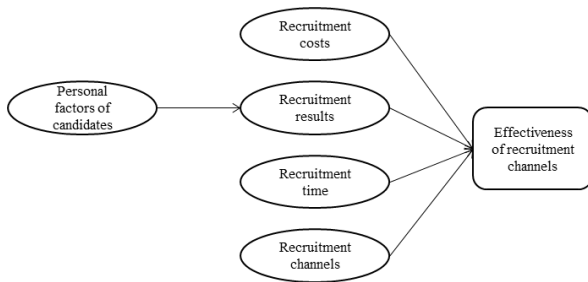 Recruitment
costs
Personal
factors of
candidates
Recruitment
results
Effectiveness
of recruitment
channels
Recruitment
time
Recruitment
channels